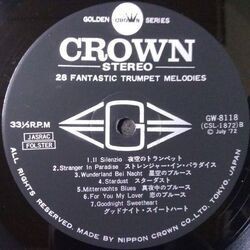 GOLDEN CROWN SERIES
CROWN
STEREO
28 FANTASTIC TRUMPET MELODIES
33⅓R.P.M
GW-8118
(CSL-1872)B
Ⓟ July '72
JASRAC
FOLSTER
1.Il Silenzio 夜空のトランペット
2.Stranger in Paradise ストレンジャー・イン・パラダイス
3.Wunderland Bei Nacht 星空のブルース
4.Stardust スターダスト
5.Mitternachts Blues 真夜中のブルース
6.For You My Love 恋のブルース
7.Goodnight Sweetheart
グッドナイト・スイートハート
ALL RIGHTS RESERVED. MADE BY NIPPON CROWN CO., LTD. TOKYO, JAPAN